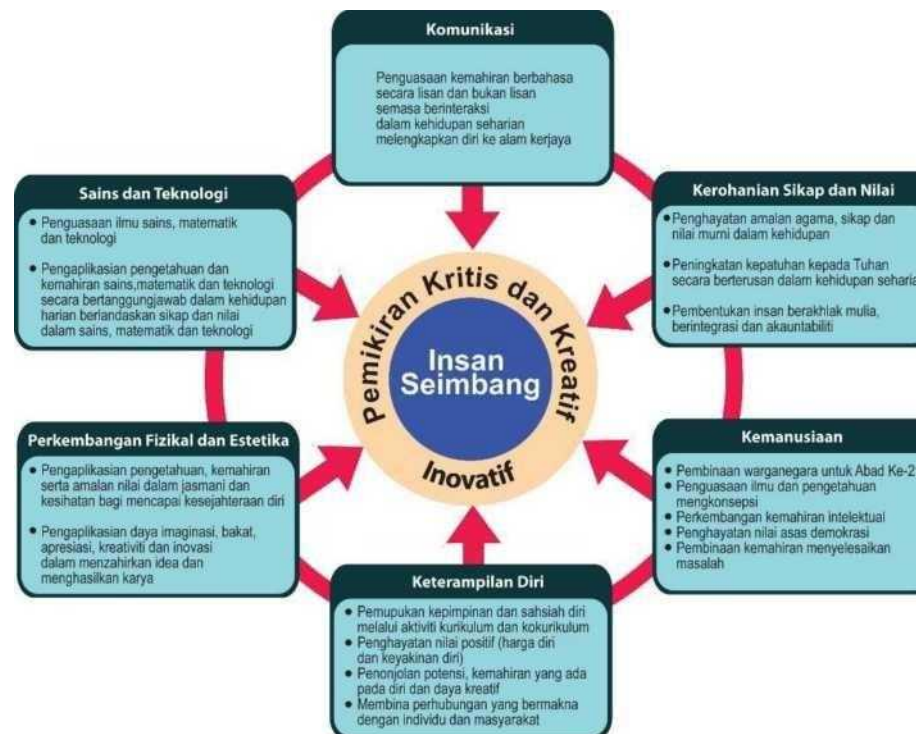 Komunikasi
Penguasaan kemahiran berbahasa
secara lisan dan bukan lisan
semasa berinteraksi
dalam kehidupan seharian
melengkapkan diri ke alam kerjaya
Sains dan Teknologi
• Penguasaan ilmu sains, matematik
dan teknologi
• Pengaplikasian pengetahuan dan
kemahiran sains,matematik dan teknologi
secara bertanggungjawab dalam kehidupan
harian berlandaskan sikap dan nilai
dalam sains, matematik dan teknologi
Kerohanian Sikap dan Nilai
• Penghayatan amalan agama, sikap dan
nilai murni dalam kehidupan
• Peningkatan kepatuhan kepada Tuhan
secara berterusan dalam kehidupan seharia
• Pembentukan insan berakhlak mulia,
berintegrasi dan akauntabiliti
Pemikiran Kritis dan Kreatif
Insan
Seimbang
Inovatif
Perkembangan Fizikal dan Estetika
• Pengaplikasian pengetahuan, kemahiran
serta amalan nilai dalam jasmani dan
kesihatan bagi mencapai kesejahteraan diri
• Pengaplikasian daya imaginasi, bakat,
apresiasi, kreativiti dan inovasi
dalam menzahirkan idea dan
menghasilkan karya
Kemanusiaan
• Pembinaan warganegara untuk Abad Ke-2
• Penguasaan ilmu dan pengetahuan
mengkonsepsi
• Perkembangan kemahiran intelektual
• Penghayatan nilai asas demokrasi
• Pembinaan kemahiran menyelesaikan
masalah
Keterampilan Diri
• Pemupukan kepimpinan dan sahsiah diri
melalui aktiviti kurikulum dan kokurikulum
• Penghayatan nilai positif (harga diri
dan keyakinan diri)
• Penonjolan potensi, kemahiran yang ada
pada diri dan daya kreatif
• Membina perhubungan yang bermakna
dengan individu dan masyarakat